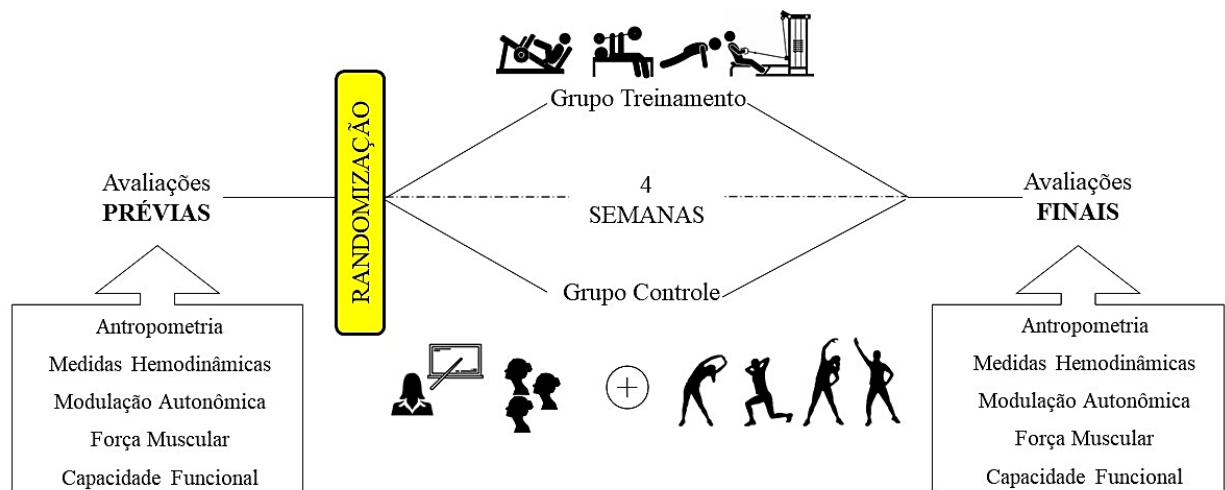 Avaliações
PRÉVIAS
Antropometria
Medidas Hemodinâmicas
Modulação Autonômica
Força Muscular
Capacidade Funcional
RANDOMIZAÇÃO
Grupo Treinamento
4
SEMANAS
Grupo Controle
Avaliações
FINAIS
Antropometria
Medidas Hemodinâmicas
Modulação Autonômica
Força Muscular
Capacidade Funcional